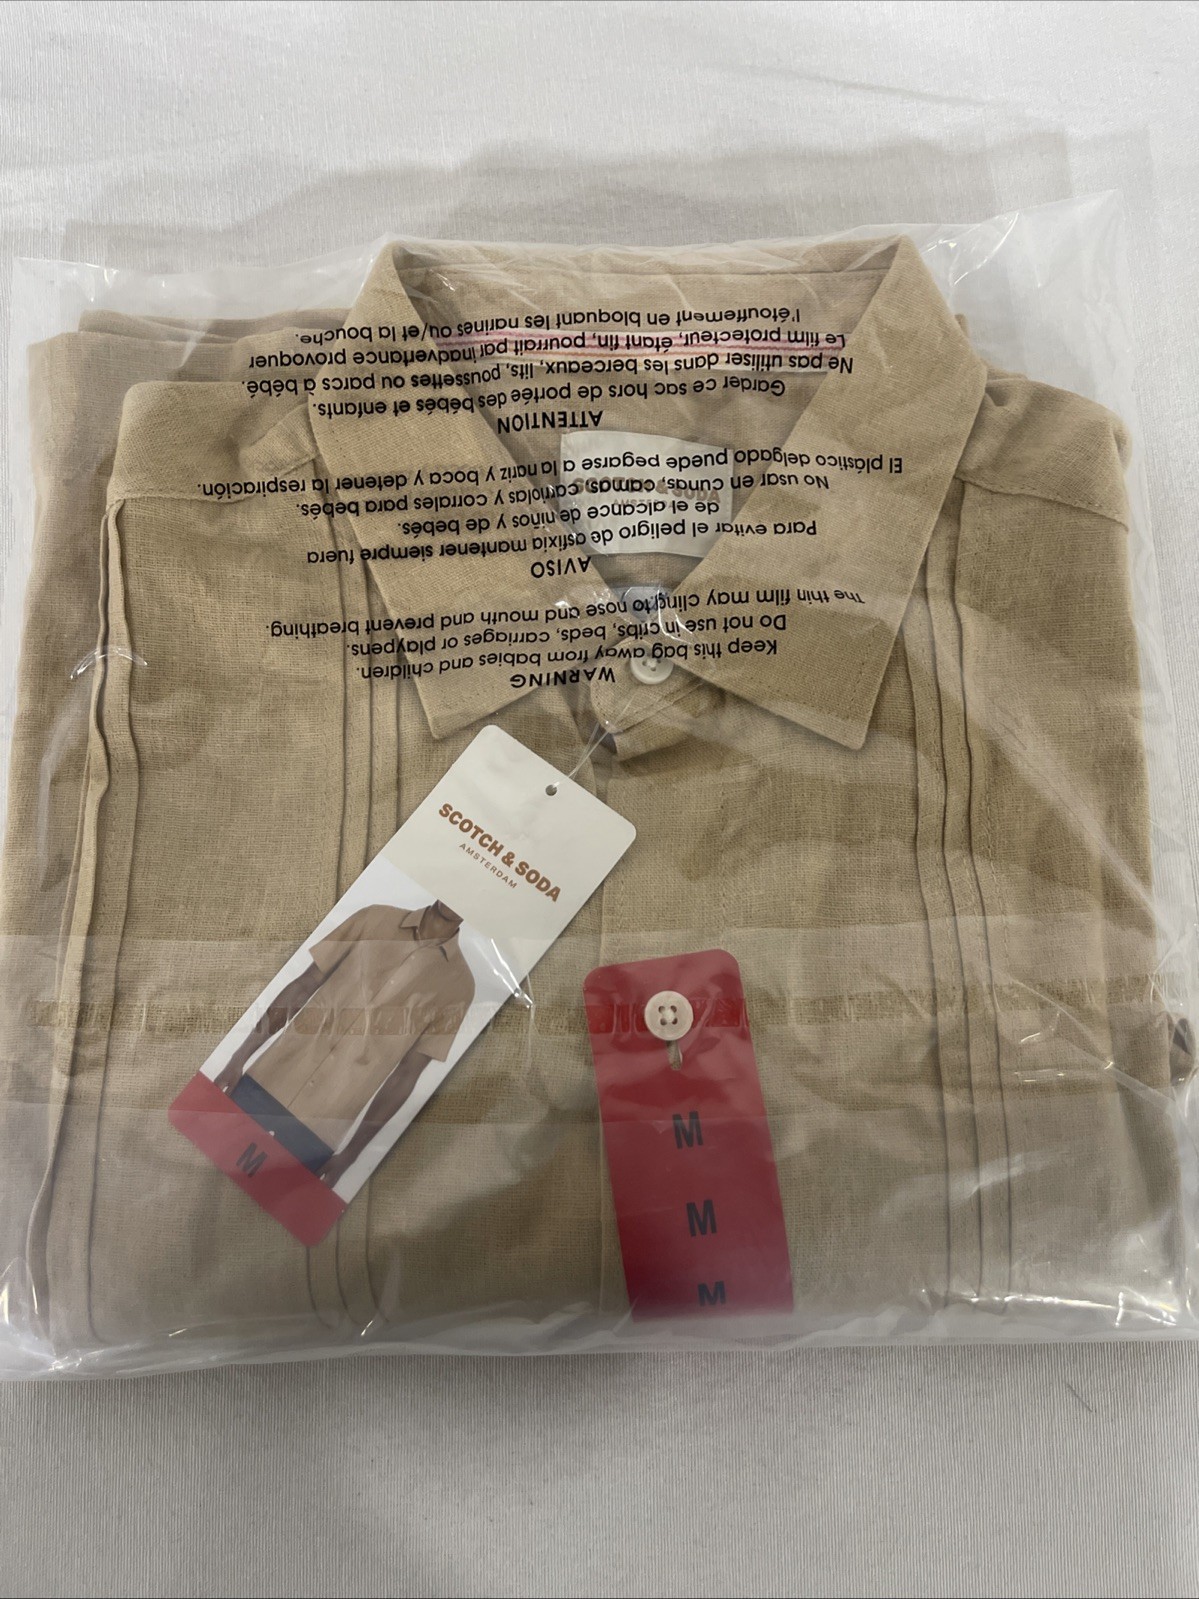 WARNING
Keep this bag away from babies and children.
Do not use in cribs, beds, carriages or playpens.
The thin film may cling to nose and mouth and prevent breathing.
AVISO
Para evitar el peligro de asfixia mantener siempre fuera
de el alcance de niños y de bebés.
No usar en cunas, camas, carriolas y corrales para bebés.
El plástico delgado puede pegarse a la nariz y boca y detener la respiración.
ATTENTION
Garder ce sac hors de portée des bébés et enfants.
Ne pas utiliser dans les berceaux, lits, poussettes ou parcs à bébé.
Le film protecteur, étant fin, pourrait par inadvertance provoquer
l'étouffement en bloquant les narines ou/et la bouche.
SCOTCH & SODA
AMSTERDAM
SCOTCH & SODA
AMSTERDAM
M
M
M
M